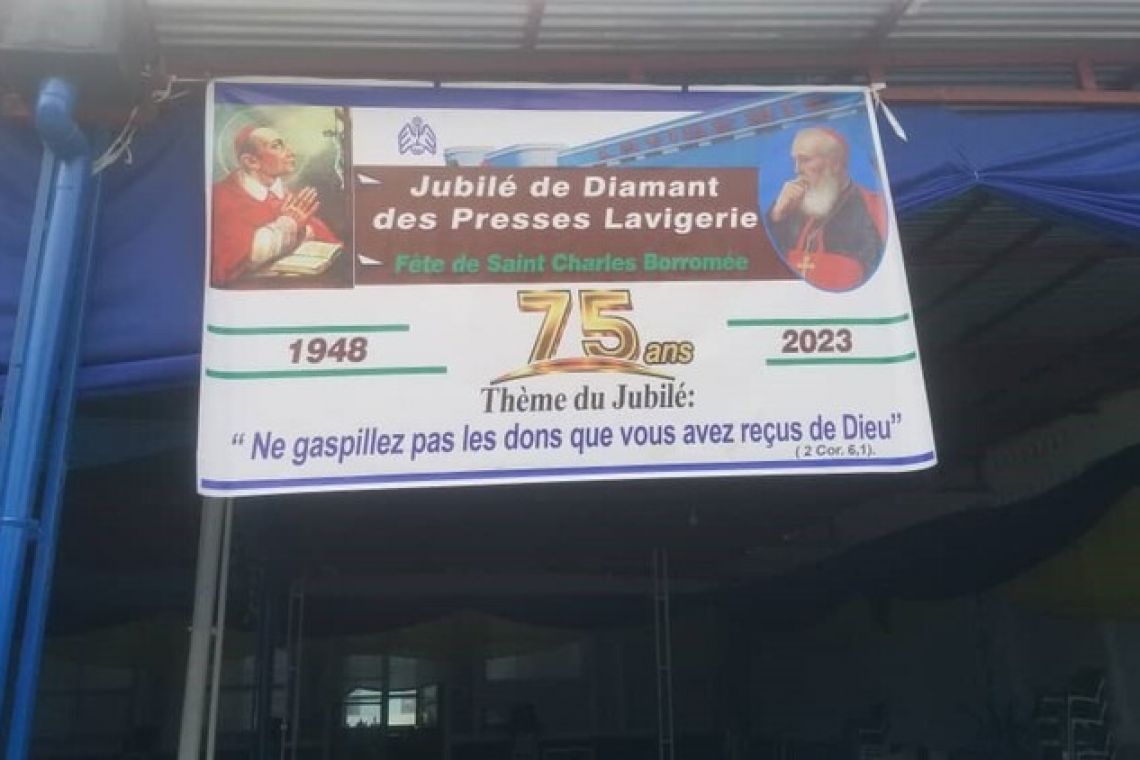 Jubilé de Diamant
des Presses Lavigerie
Fête de Saint Charles Borromée
75 ans
1948
2023
Thème du Jubilé:
“ Ne gaspillez pas les dons que vous avez reçus de Dieu”
( 2 Cor. 6,1).